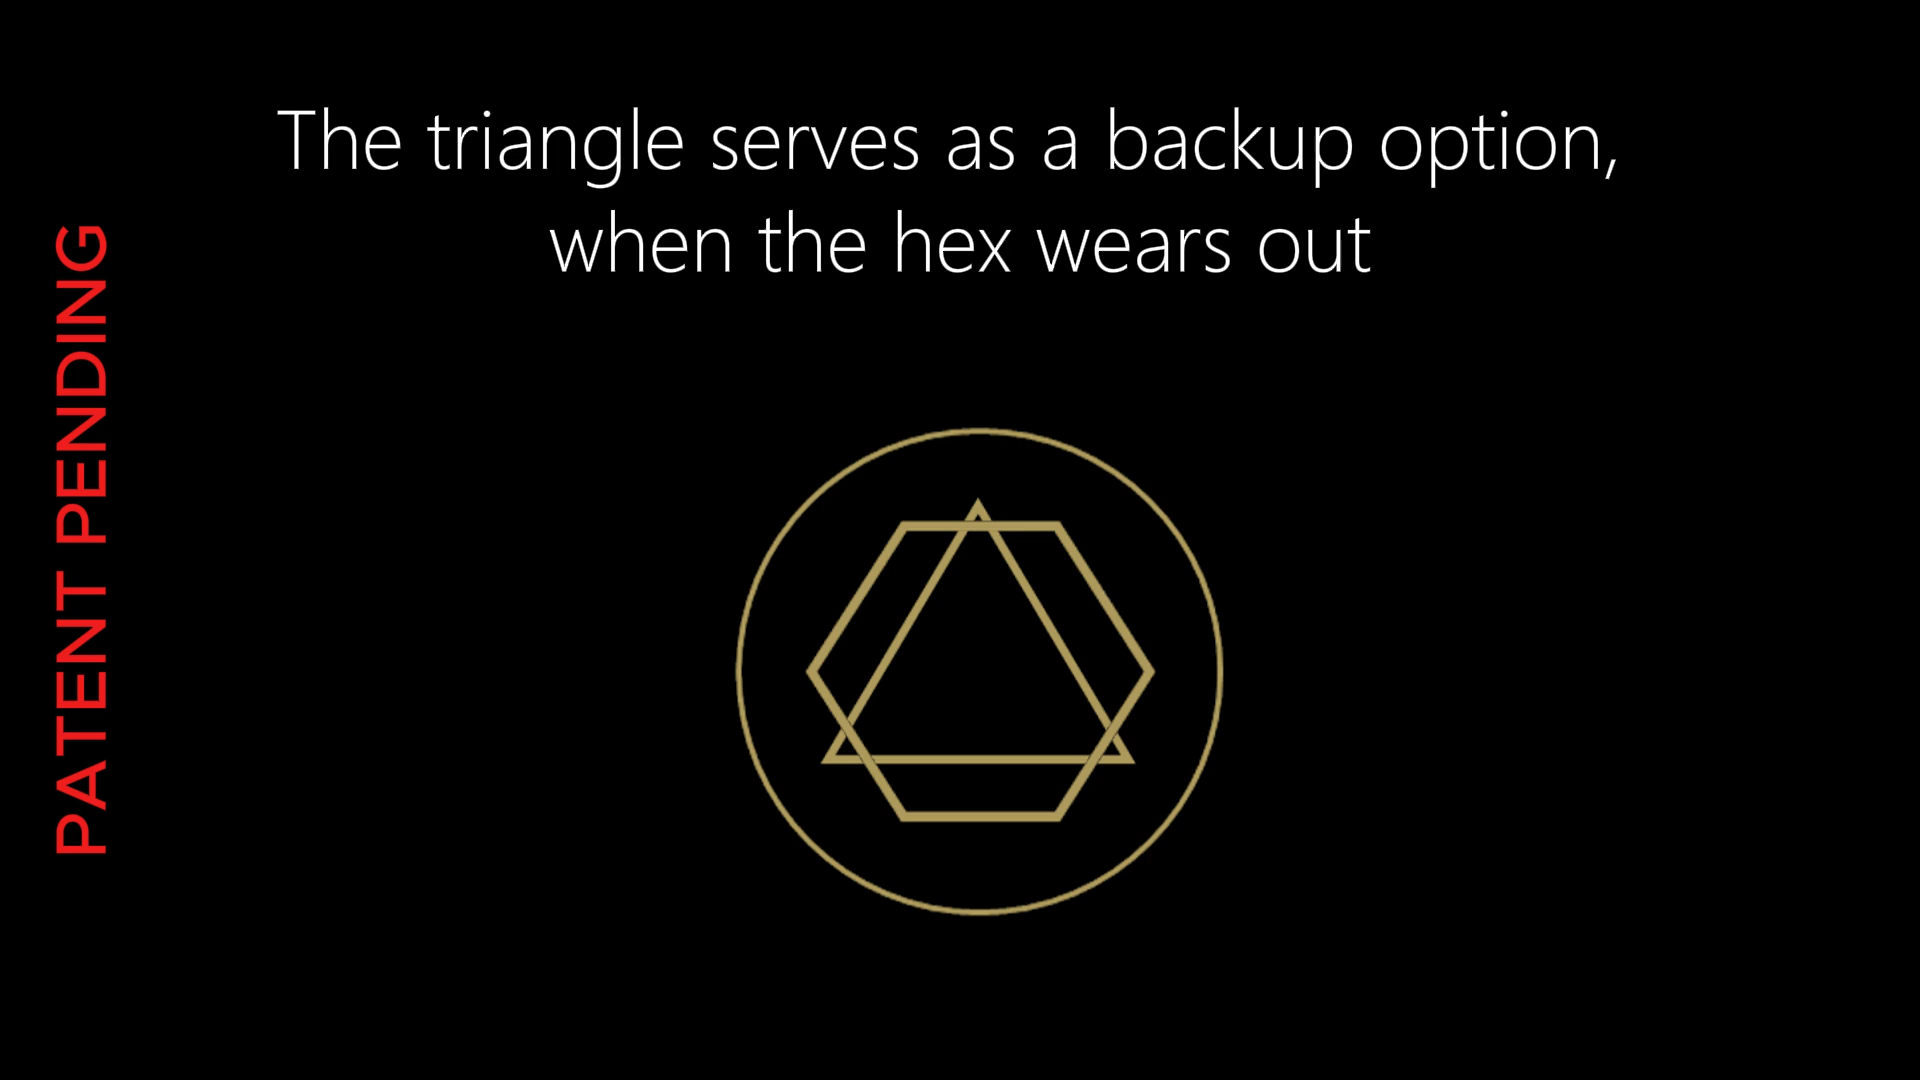 The triangle serves as a backup option,
when the hex wears out
PATENT PENDING